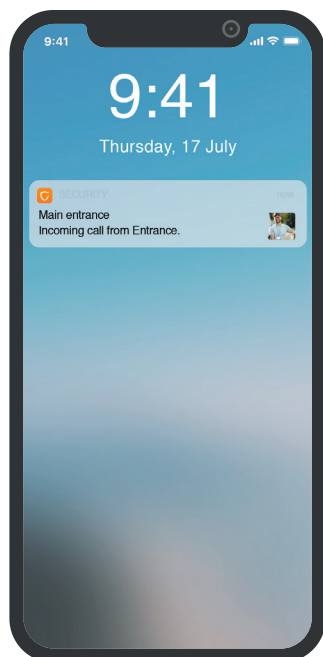 9:41
9:41
Thursday, 17 July
SECURITY now
Main entrance
Incoming call from Entrance.